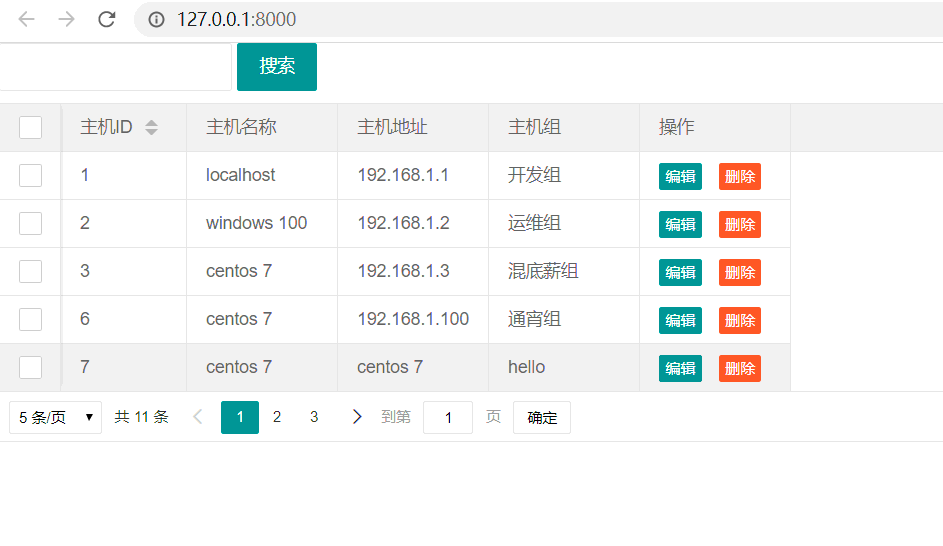 127.0.0.1:8000
搜索
主机ID 主机名称 主机地址 主机组 操作
1 localhost 192.168.1.1 开发组 编辑 删除
2 windows 100 192.168.1.2 运维组 编辑 删除
3 centos 7 192.168.1.3 混底薪组 编辑 删除
6 centos 7 192.168.1.100 通宵组 编辑 删除
7 centos 7 centos 7 hello 编辑 删除
5 条/页 共 11 条 1 2 3 到第 1 页 确定